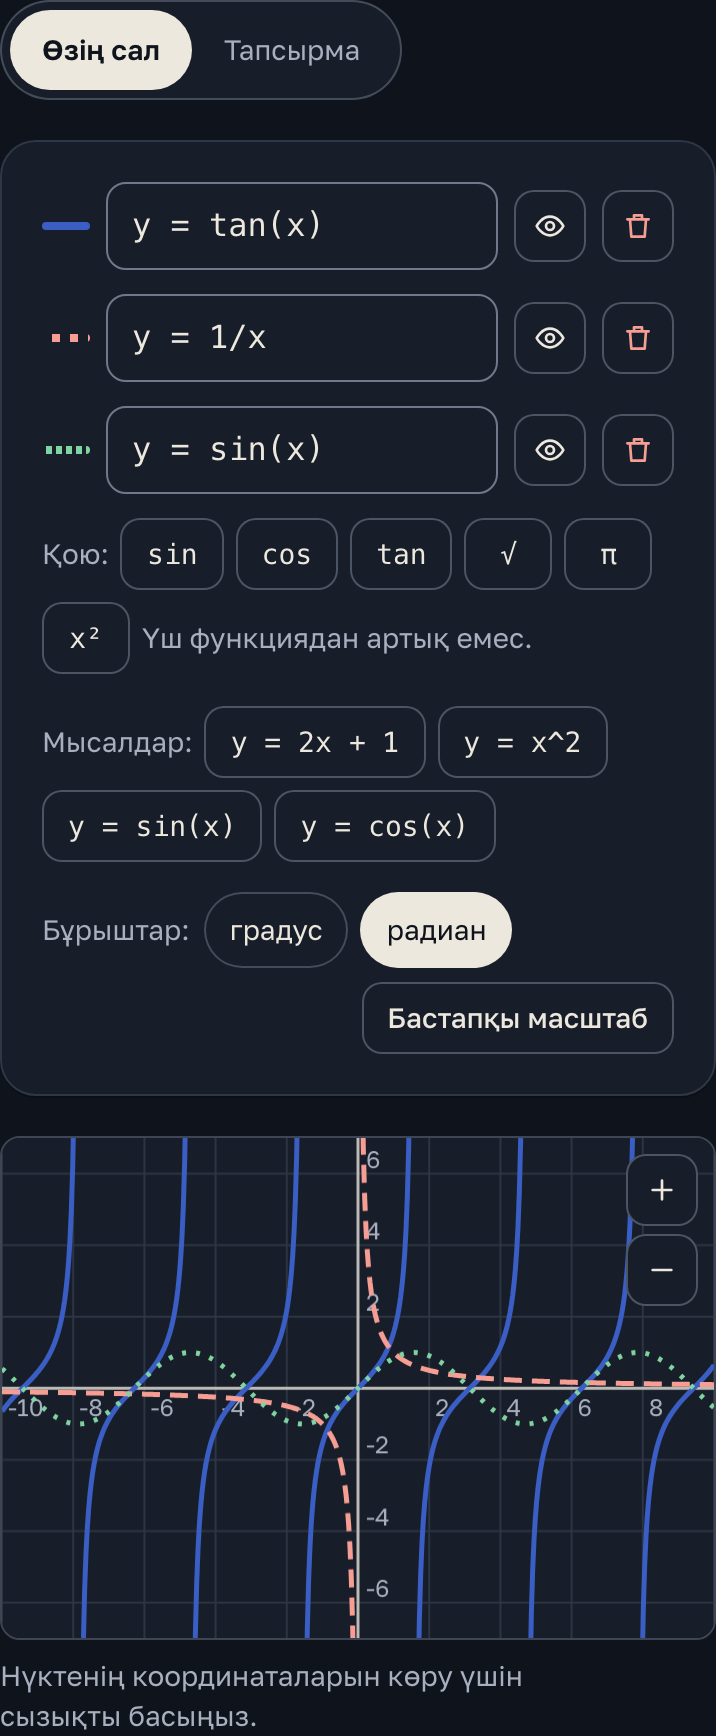 Өзің сал Тапсырма
y = tan(x)
y = 1/x
y = sin(x)
Қою: sin cos tan √ π
x² Үш функциядан артық емес.
Мысалдар: y = 2x + 1 y = x^2
y = sin(x) y = cos(x)
Бұрыштар: градус радиан
Бастапқы масштаб
6
+
4
−
2
-10 -8 -6 -4 -2 2 4 6 8
-2
-4
-6
Нүктенің координаталарын көру үшін
сызықты басыңыз.